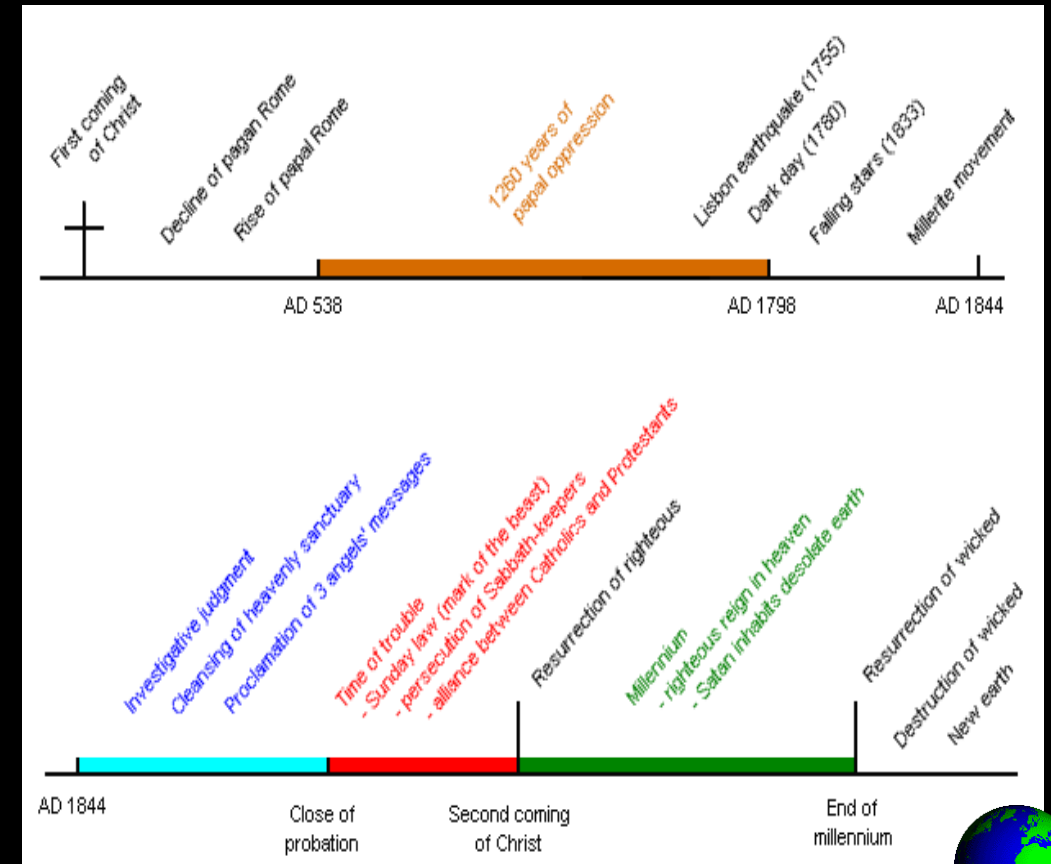 First coming
of Christ
Decline of pagan Rome
Rise of papal Rome
1260 years of
papal oppression
Lisbon earthquake (1755)
Dark day (1780)
Falling stars (1833)
Millerite movement
AD 538
AD 1798
AD 1844
Investigative judgment
Cleansing of heavenly sanctuary
Proclamation of 3 angels' messages
Time of trouble
- Sunday law (mark of the beast)
- persecution of Sabbath-keepers
- alliance between Catholics and Protestants
Resurrection of righteous
Millennium
- righteous reign in heaven
- Satan inhabits desolate earth
Resurrection of wicked
Destruction of wicked
New earth
AD 1844
Close of
probation
Second coming
of Christ
End of
millennium